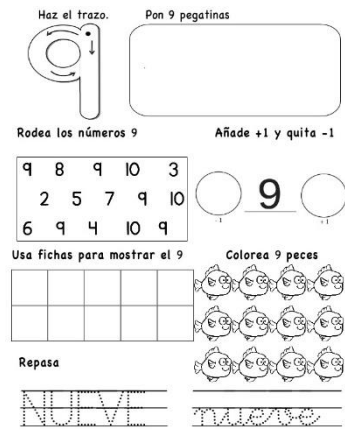 Haz el trazo.
Pon 9 pegatinas
Rodea los números 9
Añade +1 y quita -1
9 8 9 10 3
2 5 7 9 10
6 9 4 10 9
9
-1
+1
Usa fichas para mostrar el 9
Colorea 9 peces
Repasa
NUEVE
nueve